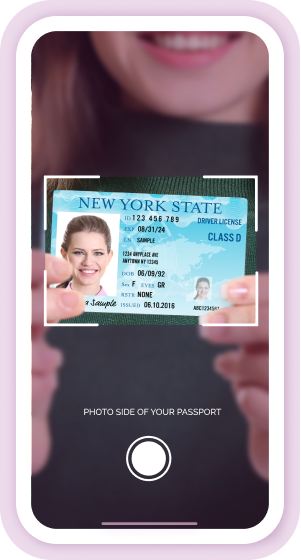 NEW YORK STATE
ID 123 456 789 DRIVER LICENSE
EXP 08/31/24 CLASS D
LN SAMPLE
1234 ANYPLACE AVE
ANYTOWN NY 12345
DOB 06/09/92
Sex F EYES GR
RSTR NONE
Sample ISSUED 06.10.2016 ABC123456
PHOTO SIDE OF YOUR PASSPORT